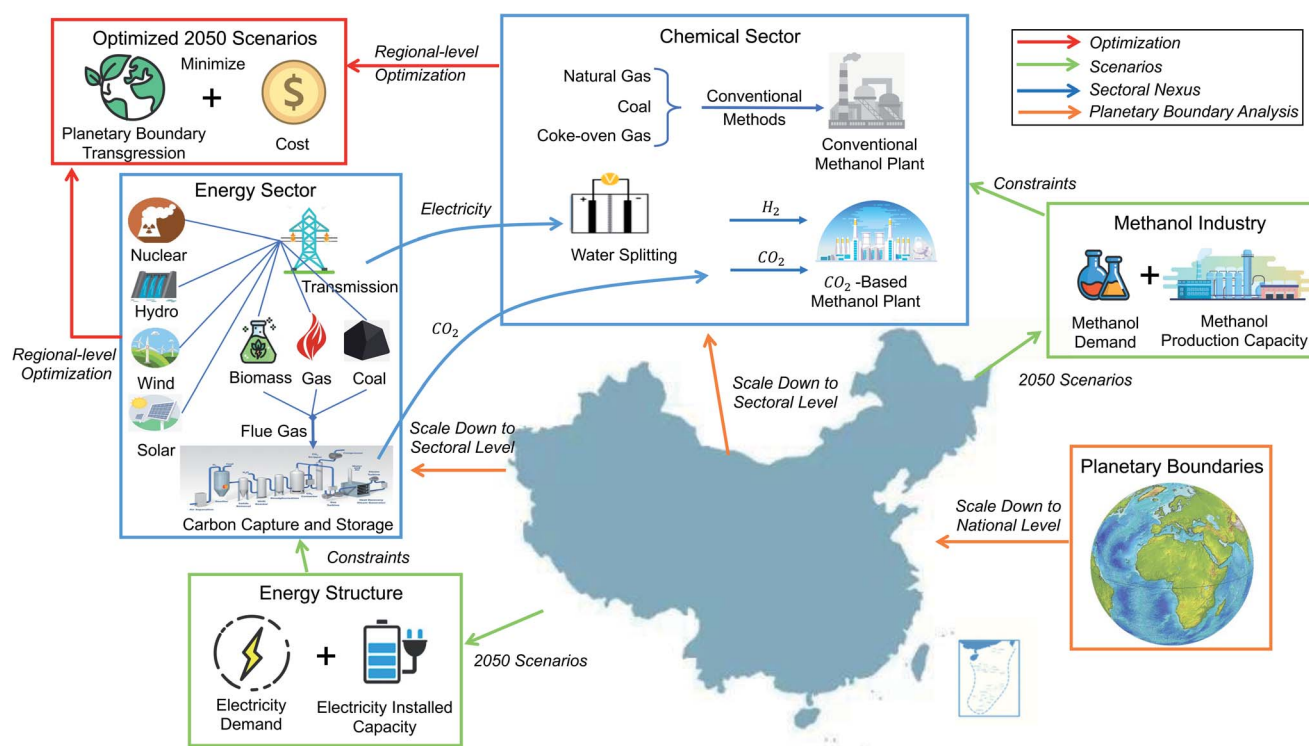 Optimized 2050 Scenarios
Minimize
+
$
Planetary Boundary
Transgression
Cost
Regional-level
Optimization
Chemical Sector
Natural Gas
Coal
Coke-oven Gas
Conventional
Methods
Conventional
Methanol Plant
V
+
−
Water Splitting
H₂
CO₂
CO₂ -Based
Methanol Plant
Optimization
Scenarios
Sectoral Nexus
Planetary Boundary Analysis
Energy Sector
Nuclear
Hydro
Wind
Solar
Transmission
Biomass
Gas
Coal
Flue Gas
Carbon Capture and Storage
Electricity
CO₂
Regional-level
Optimization
Constraints
Methanol Industry
+
Methanol
Demand
Methanol
Production Capacity
2050 Scenarios
Scale Down to
Sectoral Level
Scale Down to
Sectoral Level
Planetary Boundaries
Scale Down to
National Level
Constraints
Energy Structure
+
Electricity
Demand
Electricity Installed
Capacity
2050 Scenarios